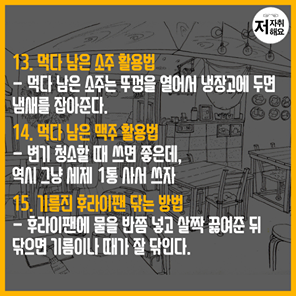 저 자취
해요
13. 먹다 남은 소주 활용법
- 먹다 남은 소주는 뚜껑을 열어서 냉장고에 두면
냄새를 잡아준다.
14. 먹다 남은 맥주 활용법
- 변기 청소할 때 쓰면 좋은데,
역시 그냥 세제 1통 사서 쓰자
15. 기름진 후라이팬 닦는 방법
- 후라이팬에 물을 반쯤 넣고 살짝 끓여준 뒤
닦으면 기름이나 때가 잘 닦인다.